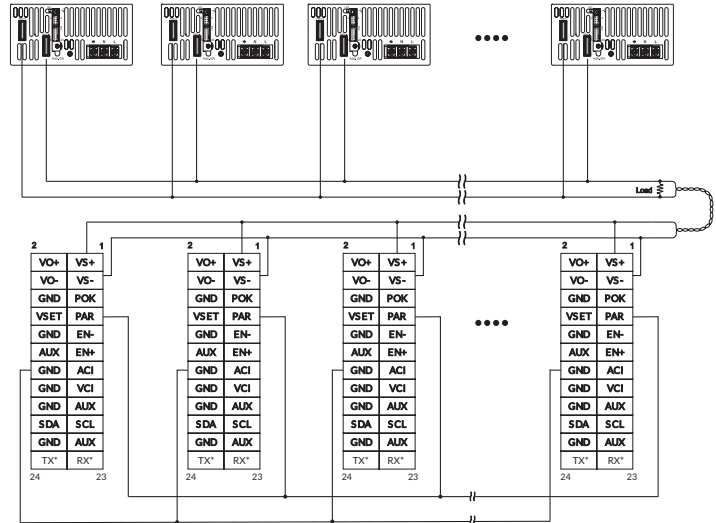 Load
2 1 2 1 2 1 2 1
VO+ VS+ VO+ VS+ VO+ VS+ VO+ VS+
VO- VS- VO- VS- VO- VS- VO- VS-
GND POK GND POK GND POK GND POK
VSET PAR VSET PAR VSET PAR VSET PAR
GND EN- GND EN- GND EN- GND EN-
AUX EN+ AUX EN+ AUX EN+ AUX EN+
GND ACI GND ACI GND ACI GND ACI
GND VCI GND VCI GND VCI GND VCI
GND AUX GND AUX GND AUX GND AUX
SDA SCL SDA SCL SDA SCL SDA SCL
GND AUX GND AUX GND AUX GND AUX
TX* RX* TX* RX* TX* RX* TX* RX*
24 23 24 23 24 23 24 23